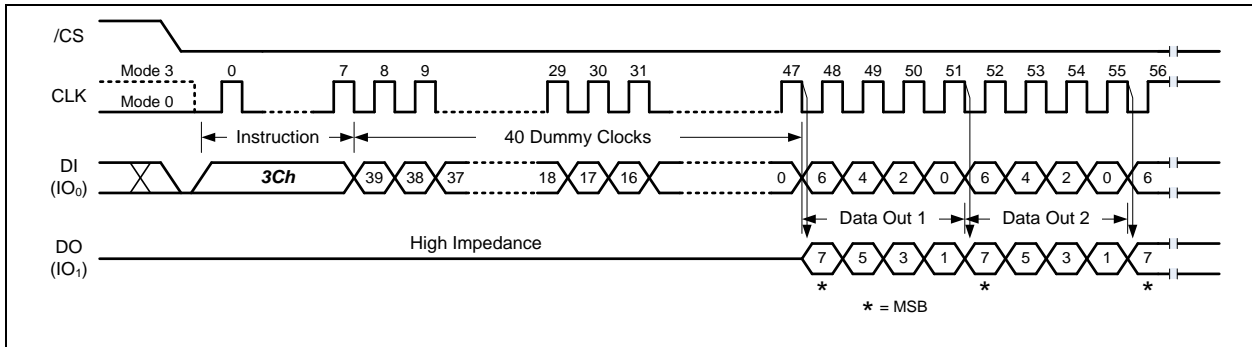 /CS
Mode 3 0 7 8 9 29 30 31 47 48 49 50 51 52 53 54 55 56
CLK
Mode 0
Instruction 40 Dummy Clocks
DI
(IO0)
3Ch 39 38 37 18 17 16 0 6 4 2 0 6 4 2 0 6
Data Out 1 Data Out 2
High Impedance
DO
(IO1)
7 5 3 1 7 5 3 1 7
* * *
* = MSB